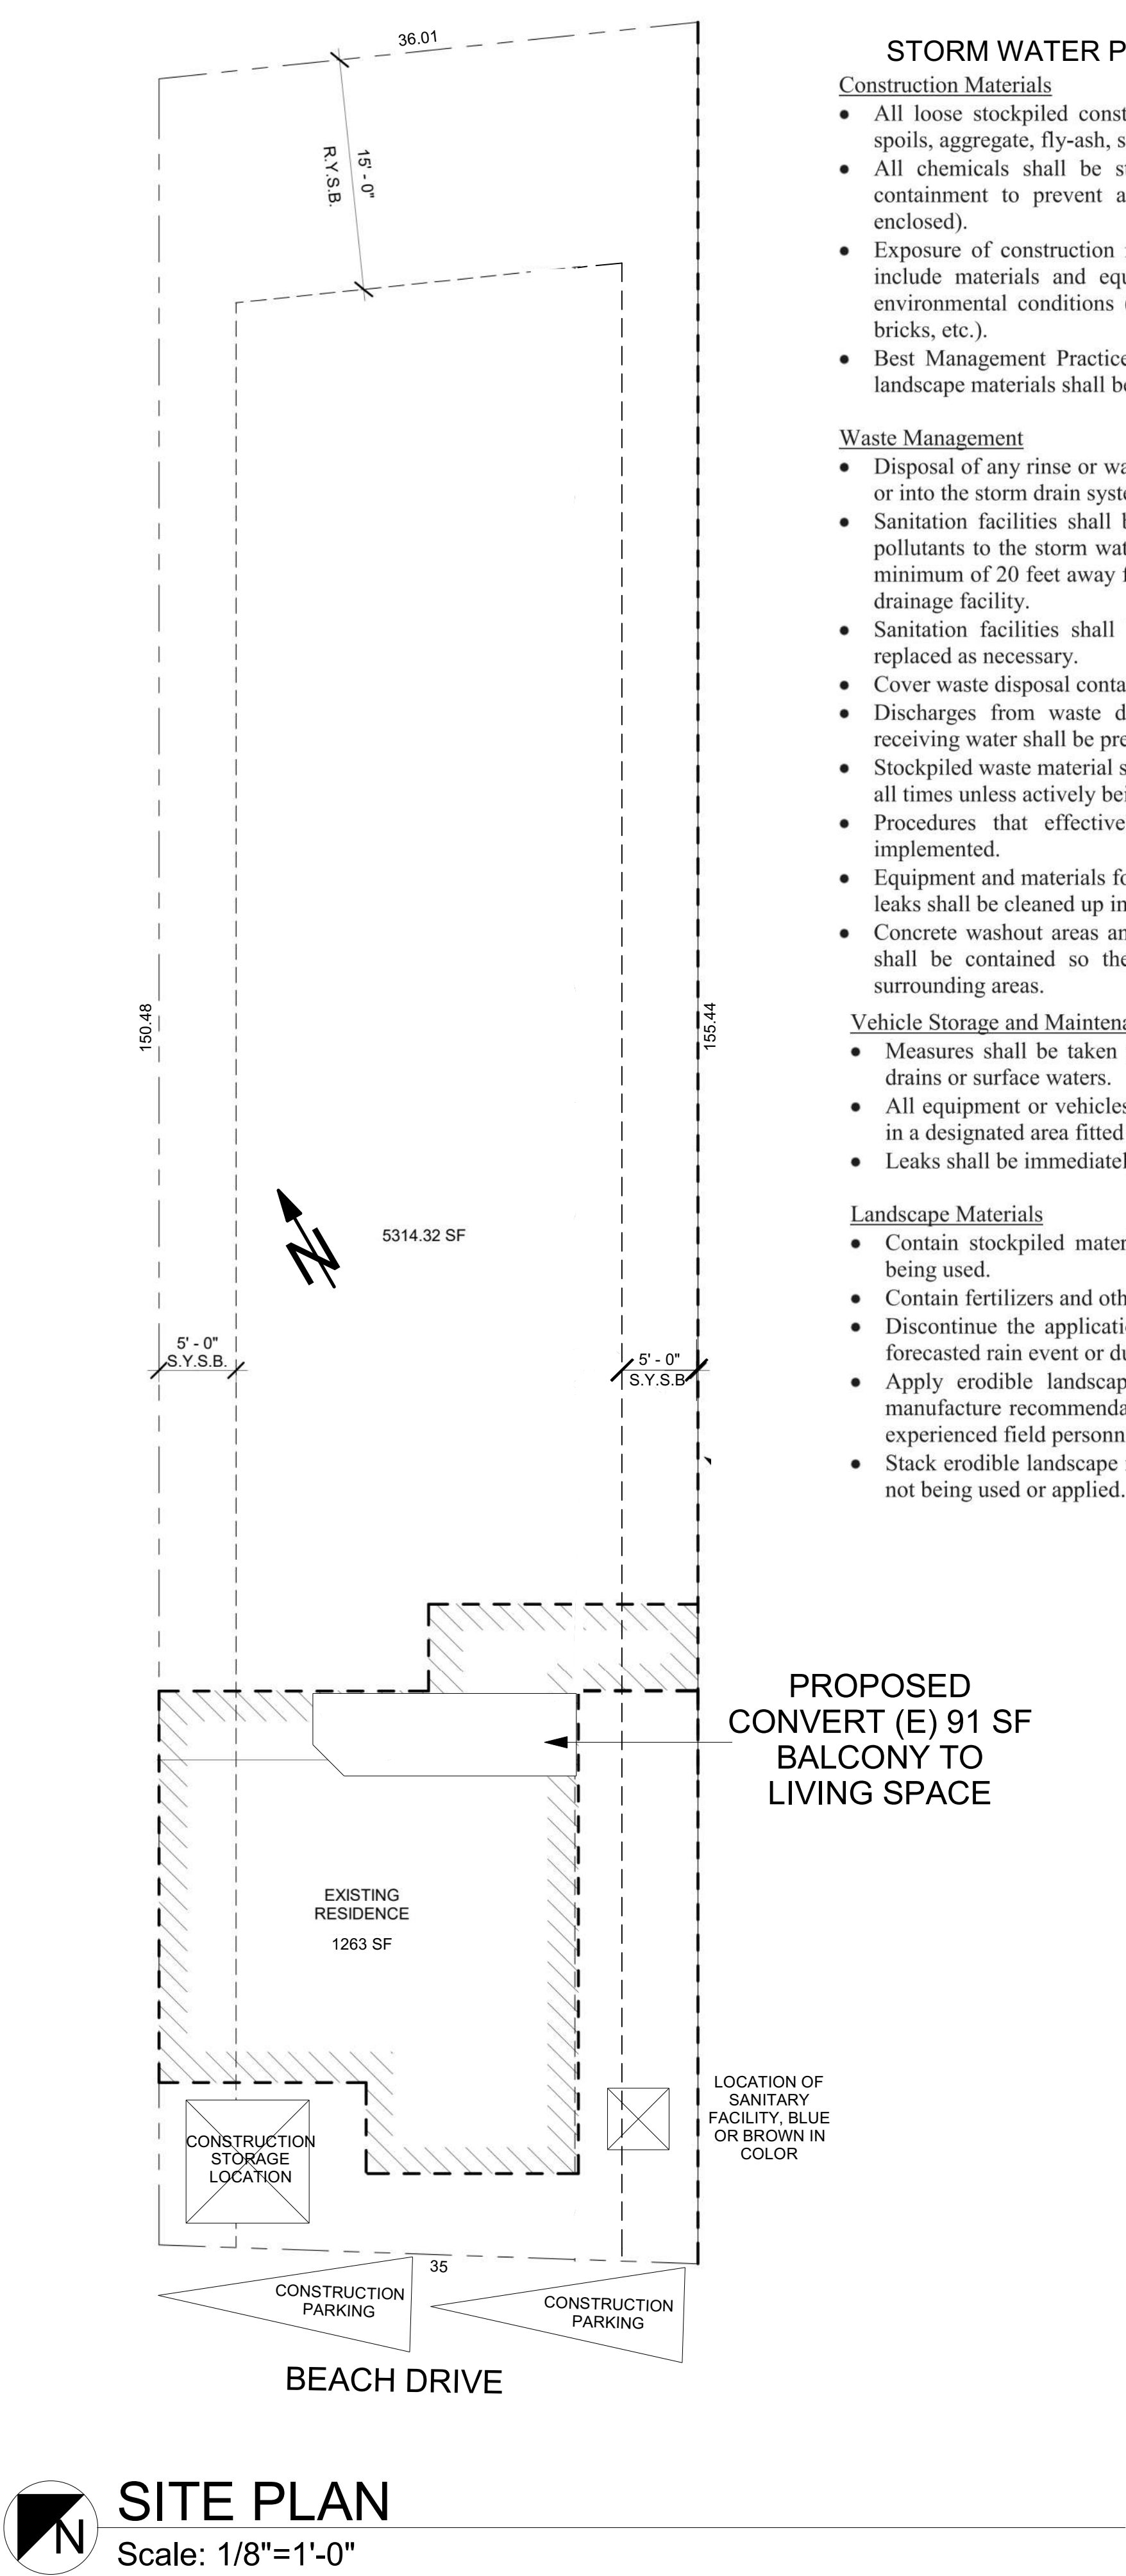 36.01
15' - 0"
R.Y.S.B.
150.48
155.44
N
5314.32 SF
5' - 0"
S.Y.S.B.
5' - 0"
S.Y.S.B
PROPOSED
CONVERT (E) 91 SF
BALCONY TO
LIVING SPACE
EXISTING
RESIDENCE
1263 SF
LOCATION OF
SANITARY
FACILITY, BLUE
OR BROWN IN
COLOR
CONSTRUCTION
STORAGE
LOCATION
35
CONSTRUCTION
PARKING
CONSTRUCTION
PARKING
BEACH DRIVE
N
SITE PLAN
Scale: 1/8"=1'-0"
STORM WATER P
Construction Materials
• All loose stockpiled const
spoils, aggregate, fly-ash, s
• All chemicals shall be st
containment to prevent a
enclosed).
• Exposure of construction
include materials and equ
environmental conditions (
bricks, etc.).
• Best Management Practice
landscape materials shall be
Waste Management
• Disposal of any rinse or wa
or into the storm drain syste
• Sanitation facilities shall b
pollutants to the storm wat
minimum of 20 feet away f
drainage facility.
• Sanitation facilities shall
replaced as necessary.
• Cover waste disposal conta
• Discharges from waste d
receiving water shall be pre
• Stockpiled waste material s
all times unless actively bei
• Procedures that effective
implemented.
• Equipment and materials fo
leaks shall be cleaned up im
• Concrete washout areas an
shall be contained so the
surrounding areas.
Vehicle Storage and Maintena
• Measures shall be taken
drains or surface waters.
• All equipment or vehicles
in a designated area fitted
• Leaks shall be immediatel
Landscape Materials
• Contain stockpiled mater
being used.
• Contain fertilizers and oth
• Discontinue the applicati
forecasted rain event or du
• Apply erodible landscap
manufacture recommenda
experienced field personn
• Stack erodible landscape
not being used or applied.